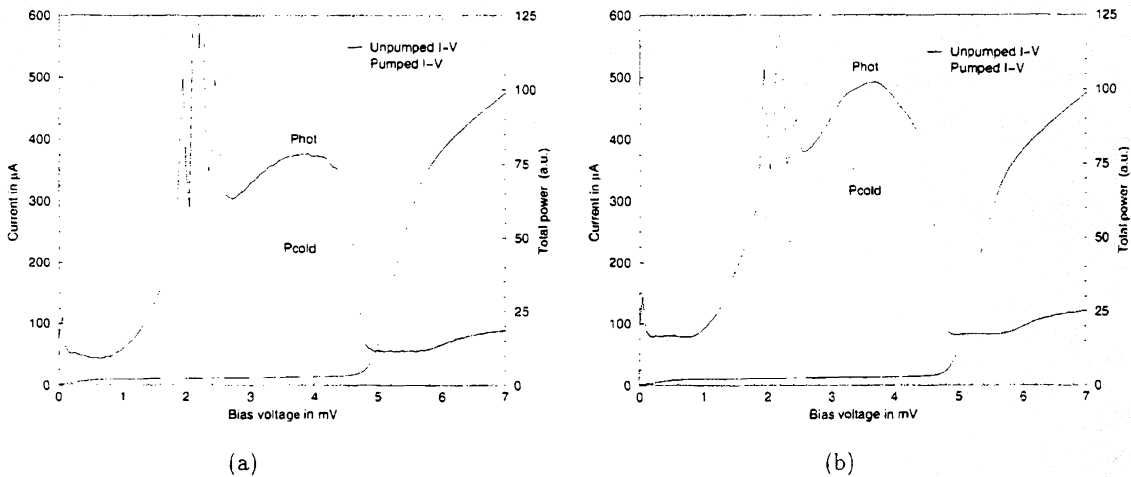 600
500
400
300
200
100
0
Current in µA
0 1 2 3 4 5 6 7
Bias voltage in mV
125
100
75
50
25
0
Total power (a.u.)
Unpumped I-V
Pumped I-V
Phot
Pcold
(a)
600
500
400
300
200
100
0
Current in µA
0 1 2 3 4 5 6 7
Bias voltage in mV
125
100
75
50
25
0
Total power (a.u.)
Unpumped I-V
Pumped I-V
Phot
Pcold
(b)